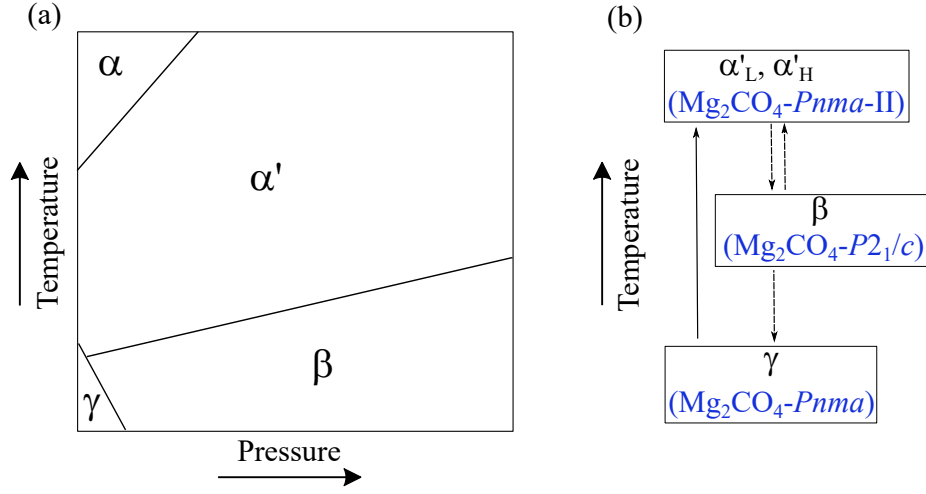 (a)
α
α'
β
γ
Temperature
Pressure
(b)
α'L, α'H
(Mg2CO4-Pnma-II)
β
(Mg2CO4-P21/c)
γ
(Mg2CO4-Pnma)
Temperature